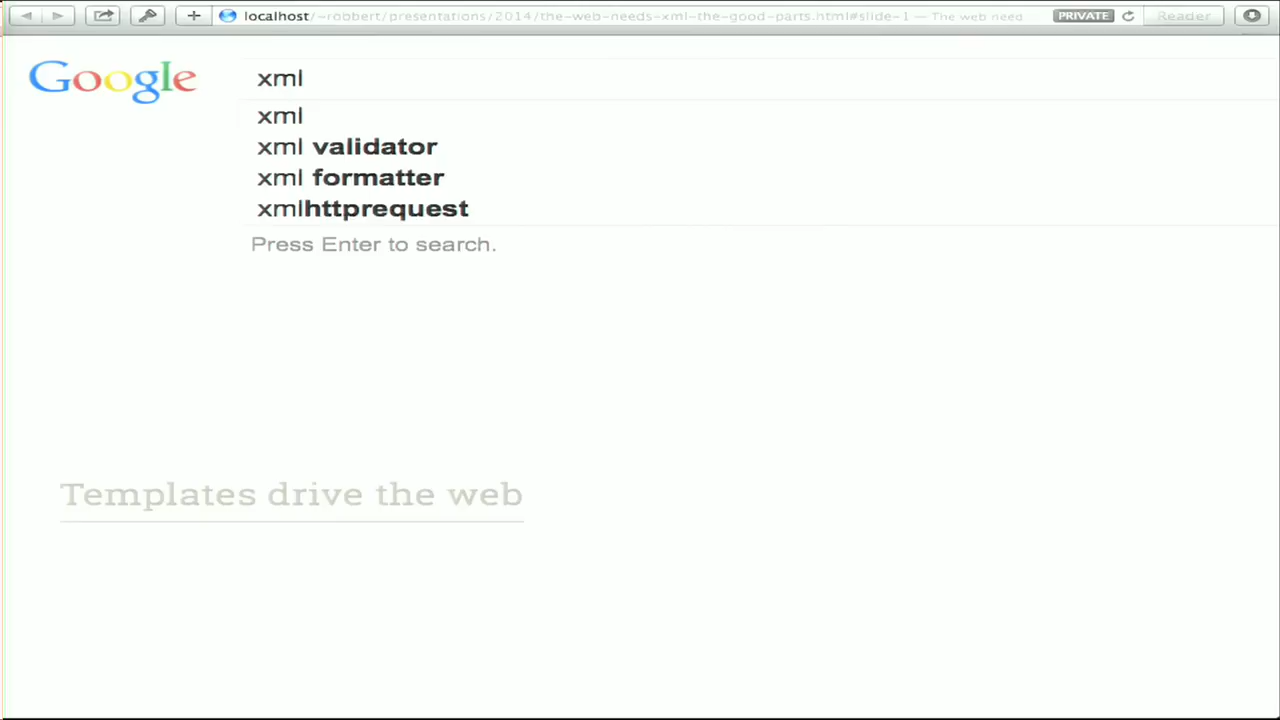 localhost/~robbert/presentations/2014/the-web-needs-xml-the-good-parts.html#slide-1 — The web need
PRIVATE
Reader
Google
xml
xml
xml validator
xml formatter
xmlhttprequest
Press Enter to search.
Templates drive the web